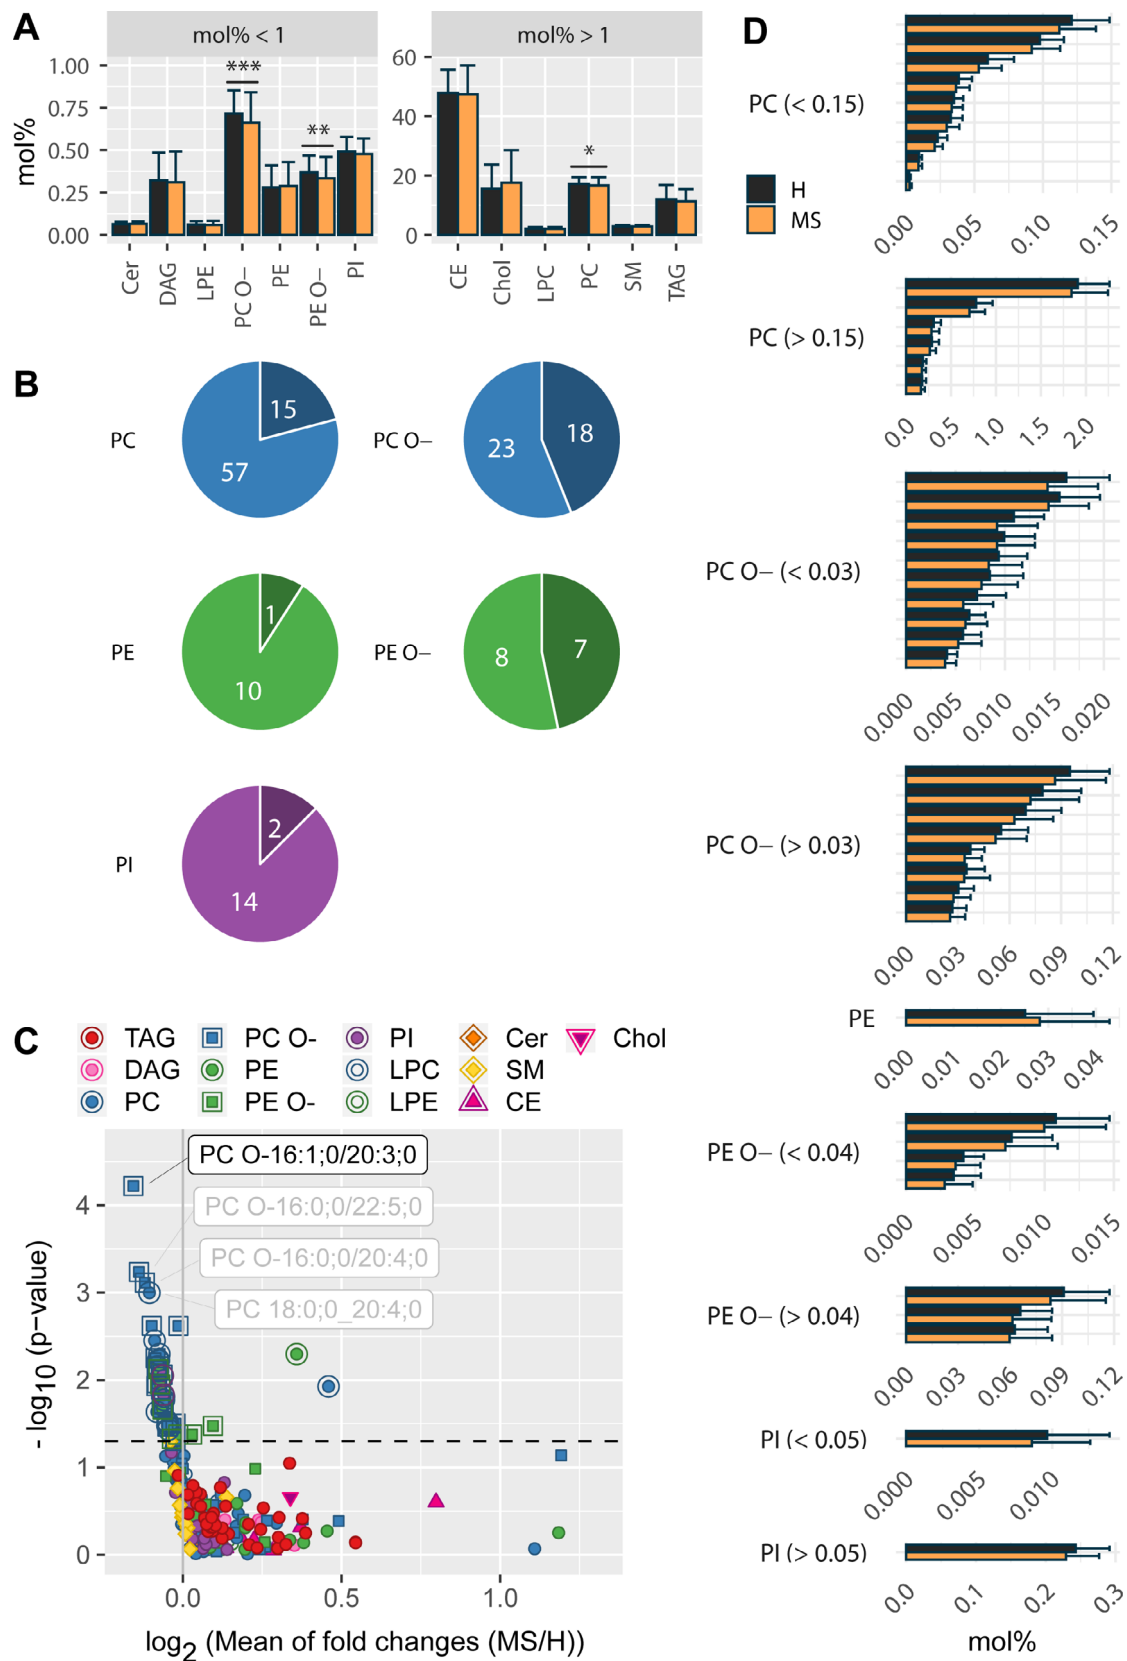 A
mol% < 1
mol% > 1
mol%
1.00
0.75
0.50
0.25
0.00
***
**
60
40
20
0
*
Cer
DAG
LPE
PC O−
PE
PE O−
PI
CE
Chol
LPC
PC
SM
TAG
B
PC
15
57
PC O−
23
18
PE
1
10
PE O−
8
7
PI
2
14
C
TAG
PC O-
PI
Cer
Chol
DAG
PE
LPC
SM
PC
PE O-
LPE
CE
PC O-16:1;0/20:3;0
PC O-16:0;0/22:5;0
PC O-16:0;0/20:4;0
PC 18:0;0_20:4;0
- log10 (p−value)
4
3
2
1
0
0.0
0.5
1.0
log2 (Mean of fold changes (MS/H))
D
H
MS
PC (< 0.15)
0.00
0.05
0.10
0.15
PC (> 0.15)
0.0
0.5
1.0
1.5
2.0
PC O− (< 0.03)
0.000
0.005
0.010
0.015
0.020
PC O− (> 0.03)
0.00
0.03
0.06
0.09
0.12
PE
0.00
0.01
0.02
0.03
0.04
PE O− (< 0.04)
0.000
0.005
0.010
0.015
PE O− (> 0.04)
0.00
0.03
0.06
0.09
0.12
PI (< 0.05)
0.000
0.005
0.010
PI (> 0.05)
0.0
0.1
0.2
0.3
mol%